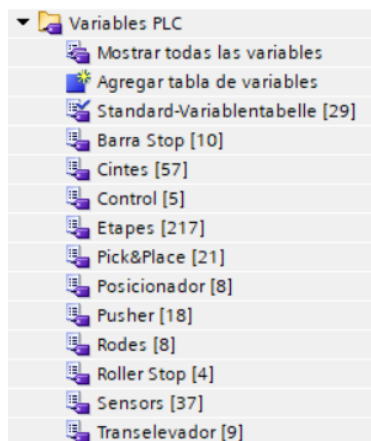 Variables PLC
Mostrar todas las variables
Agregar tabla de variables
Standard-Variablentabelle [29]
Barra Stop [10]
Cintes [57]
Control [5]
Etapes [217]
Pick&Place [21]
Posicionador [8]
Pusher [18]
Rodes [8]
Roller Stop [4]
Sensors [37]
Transelevador [9]